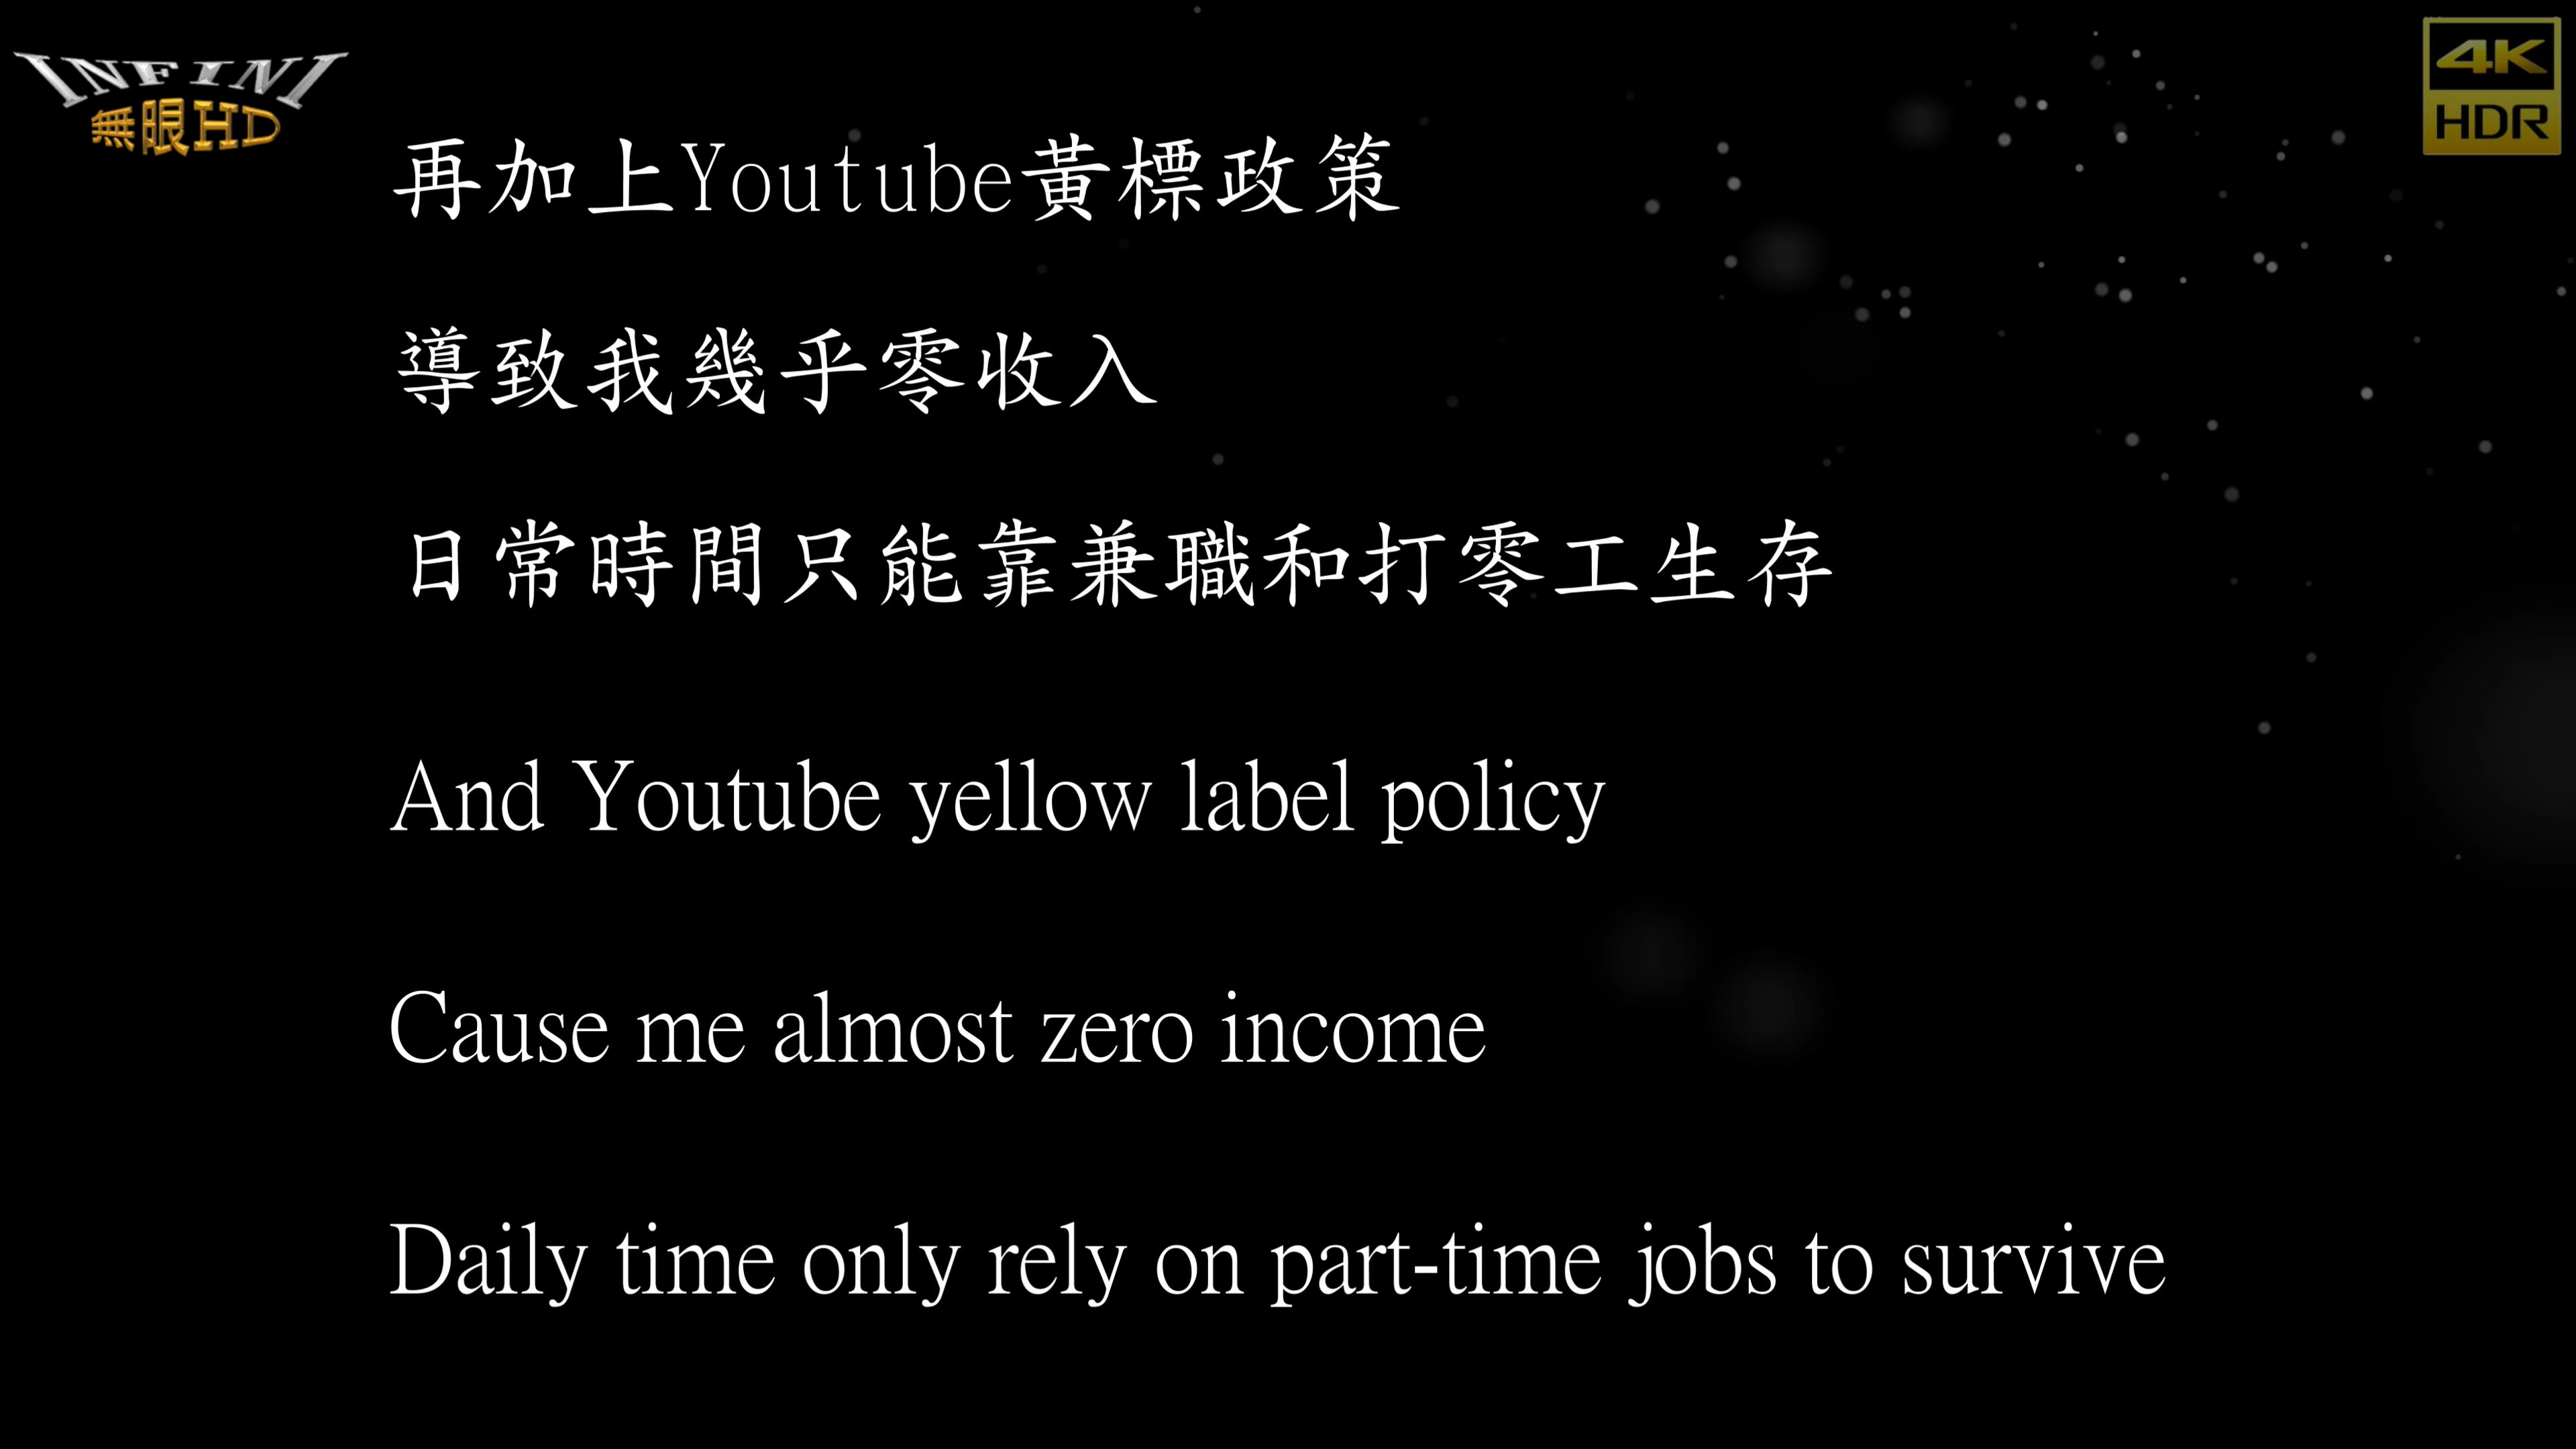 INFINI
無限HD
4K
HDR
再加上Youtube黃標政策
導致我幾乎零收入
日常時間只能靠兼職和打零工生存
And Youtube yellow label policy
Cause me almost zero income
Daily time only rely on part-time jobs to survive